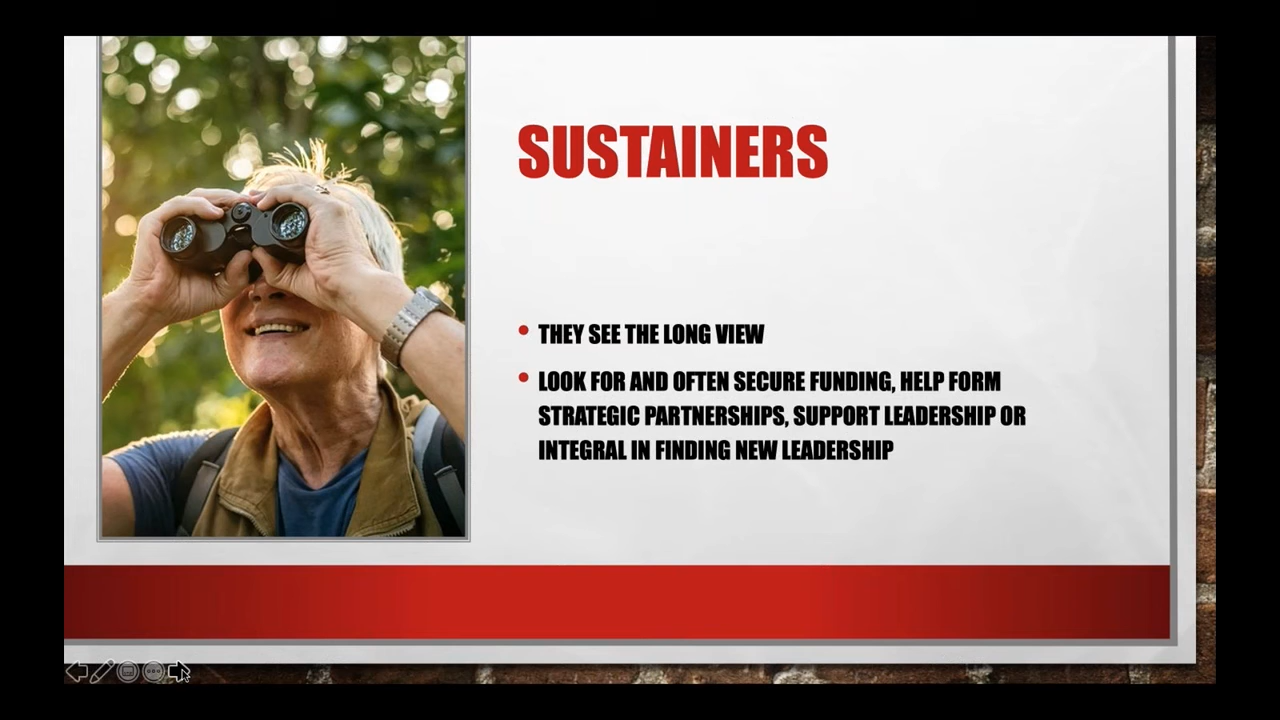 SUSTAINERS
• THEY SEE THE LONG VIEW
• LOOK FOR AND OFTEN SECURE FUNDING, HELP FORM
STRATEGIC PARTNERSHIPS, SUPPORT LEADERSHIP OR
INTEGRAL IN FINDING NEW LEADERSHIP